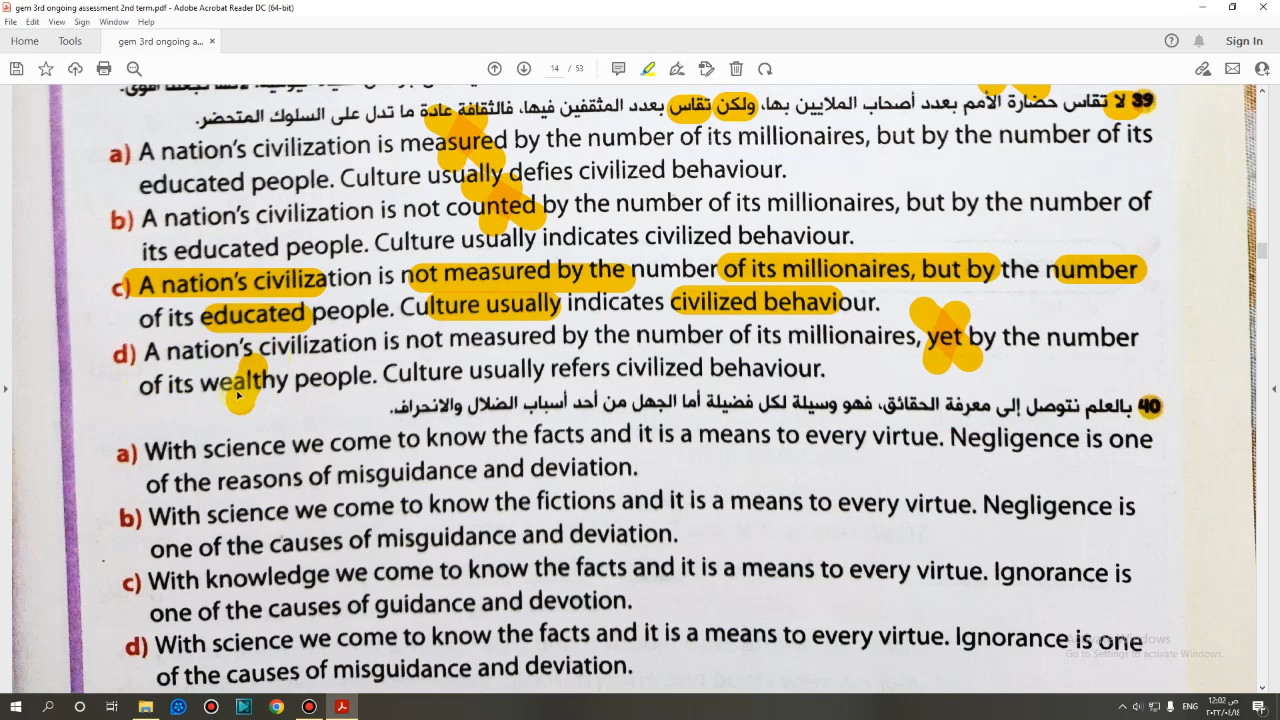 gem 3rd ongoing assessment 2nd term.pdf - Adobe Acrobat Reader DC (64-bit)
File Edit View Sign Window Help
Home Tools gem 3rd ongoing a... × Sign In
14 / 53
39 لا تقاس حضارة الأمم بعدد أصحاب الملايين بها، ولكن تقاس بعدد المثقفين فيها، فالثقافة عادة ما تدل على السلوك المتحضر.
a) A nation's civilization is measured by the number of its millionaires, but by the number of its
educated people. Culture usually defies civilized behaviour.
b) A nation's civilization is not counted by the number of its millionaires, but by the number of
its educated people. Culture usually indicates civilized behaviour.
c) A nation's civilization is not measured by the number of its millionaires, but by the number
of its educated people. Culture usually indicates civilized behaviour.
d) A nation's civilization is not measured by the number of its millionaires, yet by the number
of its wealthy people. Culture usually refers civilized behaviour.
40 بالعلم نتوصل إلى معرفة الحقائق، فهو وسيلة لكل فضيلة أما الجهل من أحد أسباب الضلال والانحراف.
a) With science we come to know the facts and it is a means to every virtue. Negligence is one
of the reasons of misguidance and deviation.
b) With science we come to know the fictions and it is a means to every virtue. Negligence is
one of the causes of misguidance and deviation.
c) With knowledge we come to know the facts and it is a means to every virtue. Ignorance is
one of the causes of guidance and devotion.
d) With science we come to know the facts and it is a means to every virtue. Ignorance is one
of the causes of misguidance and deviation.
Activate Windows
Go to Settings to activate Windows.
ENG
12:02 ص